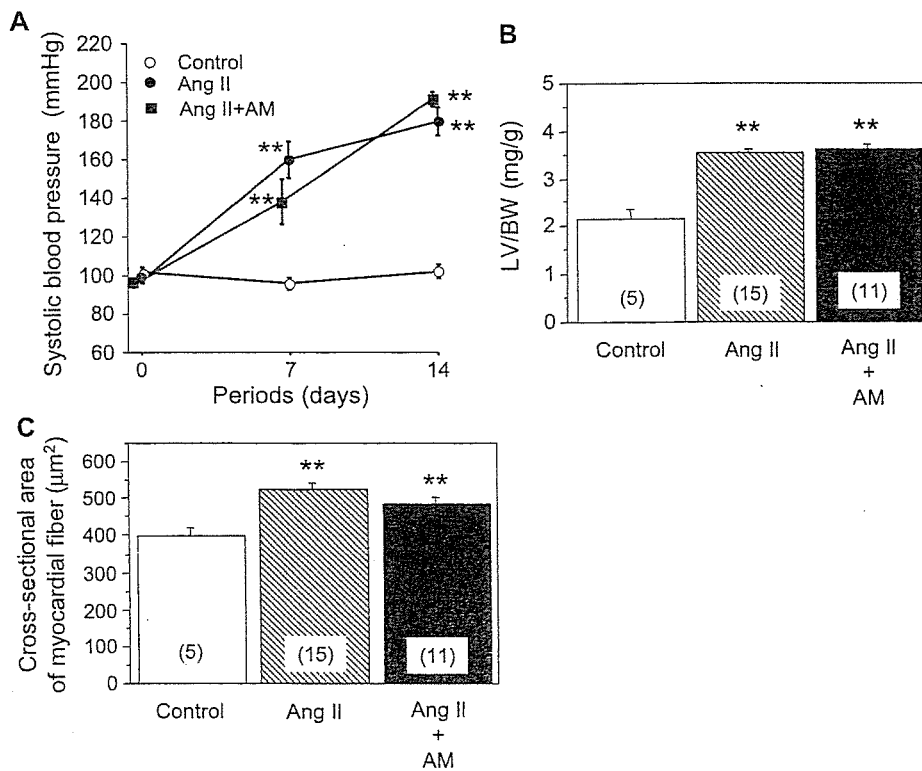 A
Systolic blood pressure (mmHg)
220
200
180
160
140
120
100
80
60
Control
Ang II
Ang II+AM
**
**
**
**
0
7
14
Periods (days)
B
LV/BW (mg/g)
5
4
3
2
1
0
**
**
(5)
(15)
(11)
Control
Ang II
Ang II
+
AM
C
Cross-sectional area
of myocardial fiber (μm²)
600
500
400
300
200
100
0
**
**
(5)
(15)
(11)
Control
Ang II
Ang II
+
AM